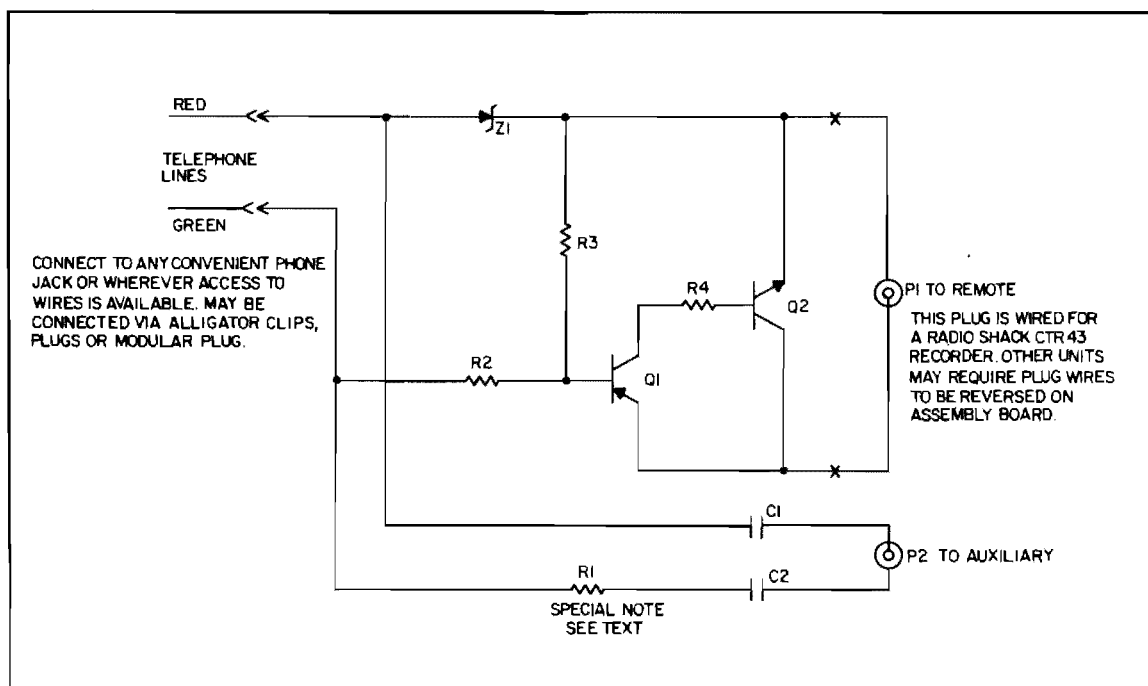 RED
Z1
TELEPHONE
LINES
GREEN
R3
CONNECT TO ANY CONVENIENT PHONE
JACK OR WHEREVER ACCESS TO
WIRES IS AVAILABLE. MAY BE
CONNECTED VIA ALLIGATOR CLIPS,
PLUGS OR MODULAR PLUG.
R4
Q2
P1 TO REMOTE
THIS PLUG IS WIRED FOR
A RADIO SHACK CTR 43
RECORDER. OTHER UNITS
MAY REQUIRE PLUG WIRES
TO BE REVERSED ON
ASSEMBLY BOARD.
R2
Q1
C1
P2 TO AUXILIARY
R1
C2
SPECIAL NOTE
SEE TEXT